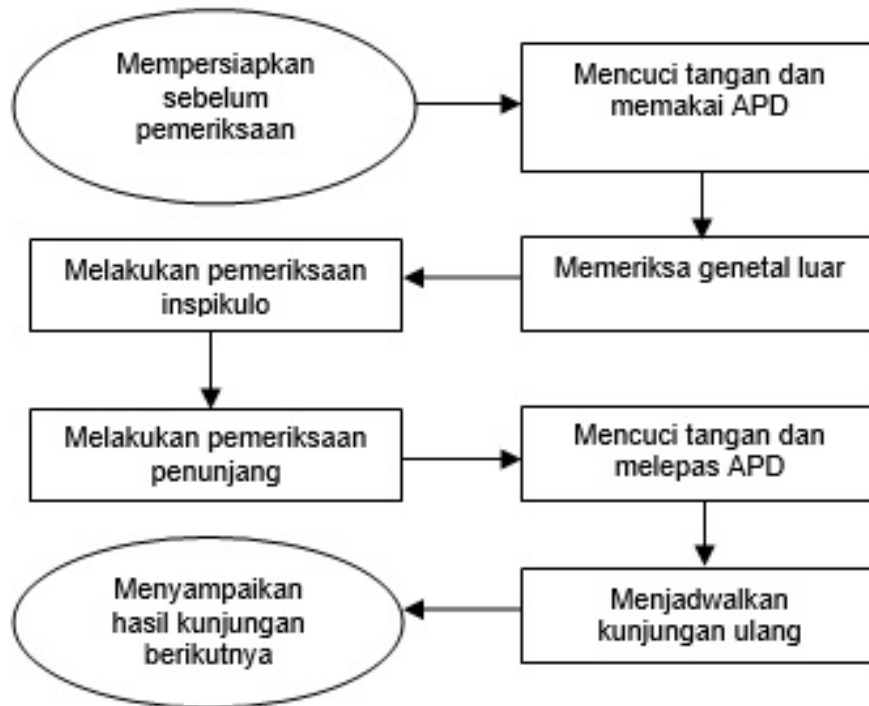 Mempersiapkan
sebelum
pemeriksaan
Mencuci tangan dan
memakai APD
Memeriksa genetal luar
Melakukan pemeriksaan
inspikulo
Melakukan pemeriksaan
penunjang
Mencuci tangan dan
melepas APD
Menjadwalkan
kunjungan ulang
Menyampaikan
hasil kunjungan
berikutnya